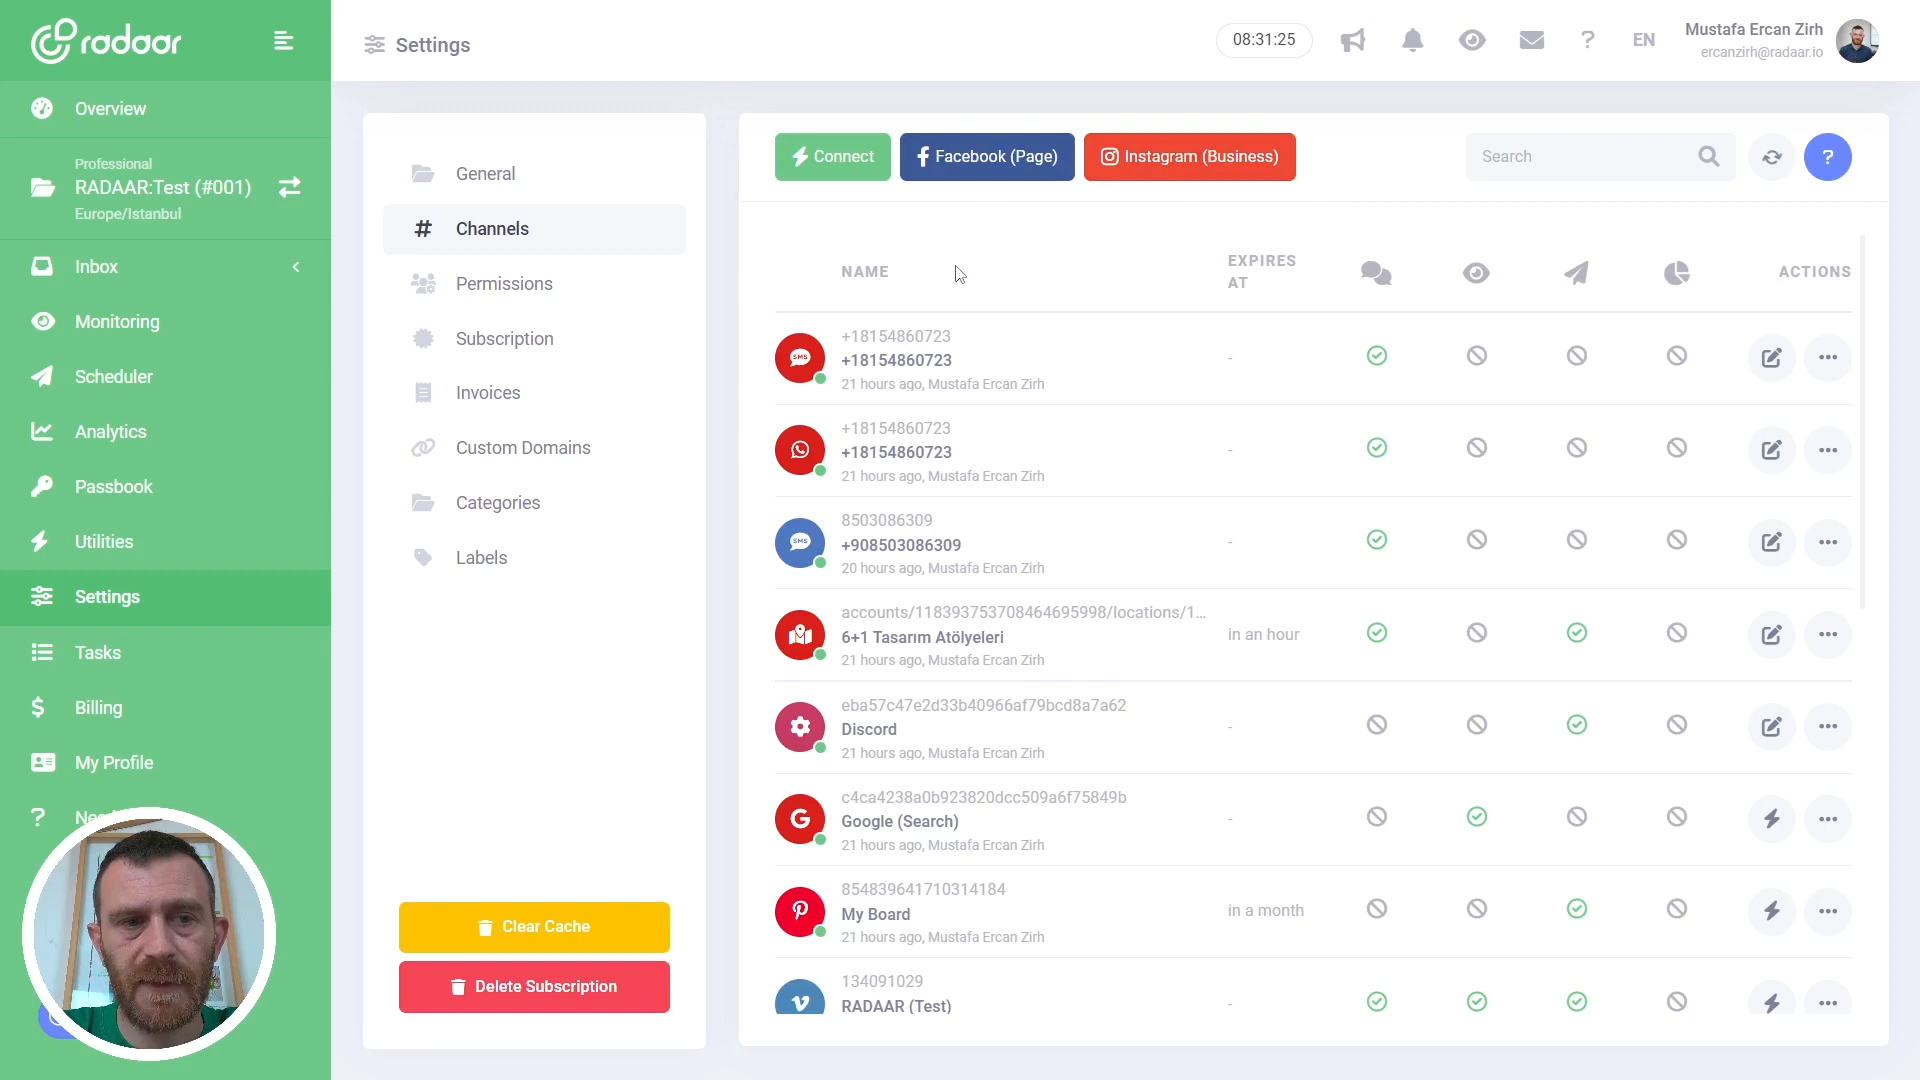 radaar
Settings
08:31:25
EN
Mustafa Ercan Zirh
ercanzirh@radaar.io
Overview
Professional
RADAAR:Test (#001)
Europe/Istanbul
Inbox
Monitoring
Scheduler
Analytics
Passbook
Utilities
Settings
Tasks
Billing
My Profile
General
Channels
Permissions
Subscription
Invoices
Custom Domains
Categories
Labels
Clear Cache
Delete Subscription
Connect
Facebook (Page)
Instagram (Business)
Search
?
NAME
EXPIRES
AT
ACTIONS
SMS
+18154860723
+18154860723
-
21 hours ago, Mustafa Ercan Zirh
+18154860723
+18154860723
-
21 hours ago, Mustafa Ercan Zirh
SMS
8503086309
+908503086309
-
20 hours ago, Mustafa Ercan Zirh
accounts/118393753708464695998/locations/1...
6+1 Tasarım Atölyeleri
in an hour
21 hours ago, Mustafa Ercan Zirh
eba57c47e2d33b40966af79bcd8a7a62
Discord
-
21 hours ago, Mustafa Ercan Zirh
c4ca4238a0b923820dcc509a6f75849b
Google (Search)
-
21 hours ago, Mustafa Ercan Zirh
854839641710314184
My Board
in a month
21 hours ago, Mustafa Ercan Zirh
134091029
RADAAR (Test)
-